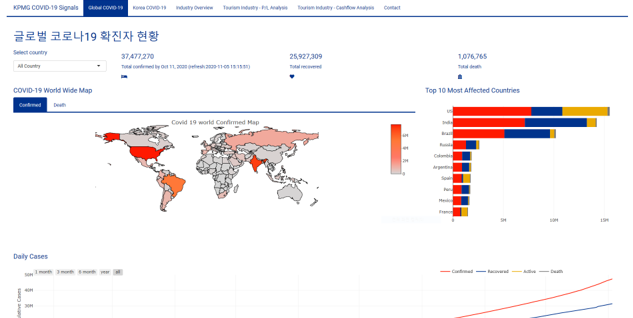 KPMG COVID-19 Signals
Global COVID-19
Korea COVID-19
Industry Overview
Tourism Industry - P/L Analysis
Tourism Industry - Cashflow Analysis
Contact
글로벌 코로나19 확진자 현황
Select country
All Country
37,477,270
Total confirmed by Oct 11, 2020 (refresh:2020-11-05 15:15:51)
25,927,309
Total recovered
1,076,765
Total death
COVID-19 World Wide Map
Confirmed
Death
Covid 19 world Confirmed Map
6M
4M
2M
0
Top 10 Most Affected Countries
US
India
Brazil
Russia
Colombia
Argentina
Spain
Peru
Mexico
France
0
5M
10M
15M
Daily Cases
1 month
3 month
6 month
year
all
Confirmed
Recovered
Active
Death
50M
40M
30M